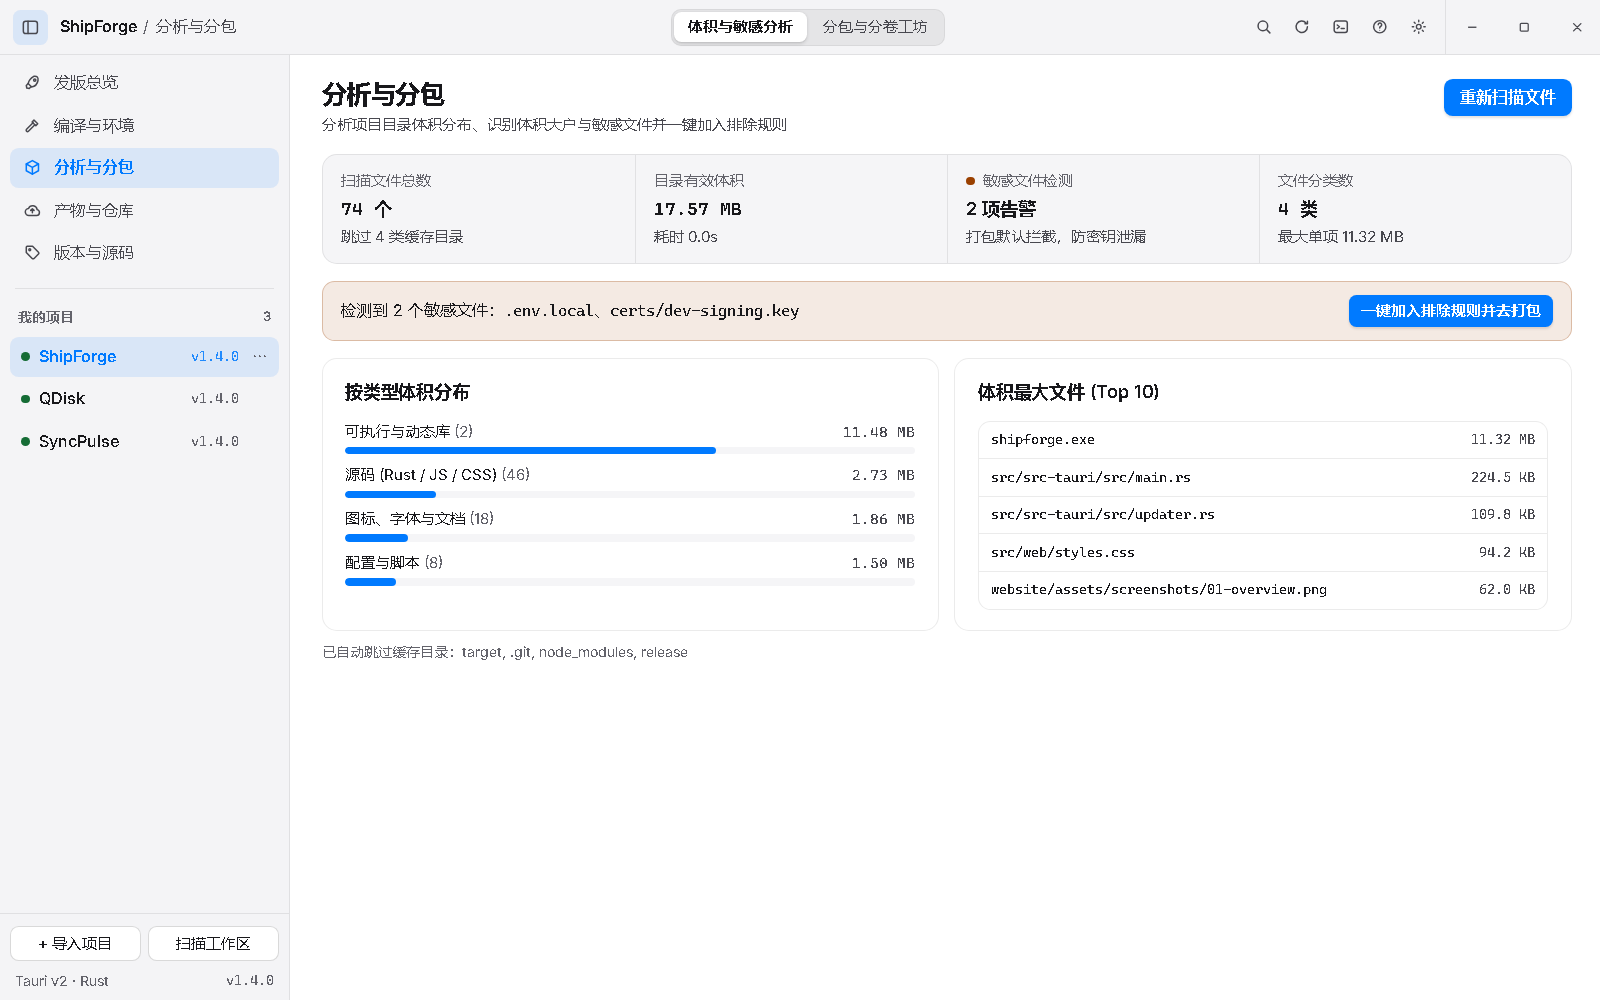 ShipForge / 分析与分包
体积与敏感分析
分包与分卷工坊
发版总览
编译与环境
分析与分包
产物与仓库
版本与源码
我的项目 3
ShipForge v1.4.0 ···
QDisk v1.4.0
SyncPulse v1.4.0
+ 导入项目
扫描工作区
Tauri v2 · Rust v1.4.0
分析与分包
分析项目目录体积分布、识别体积大户与敏感文件并一键加入排除规则
重新扫描文件
扫描文件总数
74 个
跳过 4 类缓存目录
目录有效体积
17.57 MB
耗时 0.0s
敏感文件检测
2 项告警
打包默认拦截，防密钥泄漏
文件分类数
4 类
最大单项 11.32 MB
检测到 2 个敏感文件：.env.local、certs/dev-signing.key
一键加入排除规则并去打包
按类型体积分布
可执行与动态库 (2) 11.48 MB
源码 (Rust / JS / CSS) (46) 2.73 MB
图标、字体与文档 (18) 1.86 MB
配置与脚本 (8) 1.50 MB
体积最大文件 (Top 10)
shipforge.exe 11.32 MB
src/src-tauri/src/main.rs 224.5 KB
src/src-tauri/src/updater.rs 109.8 KB
src/web/styles.css 94.2 KB
website/assets/screenshots/01-overview.png 62.0 KB
已自动跳过缓存目录：target, .git, node_modules, release